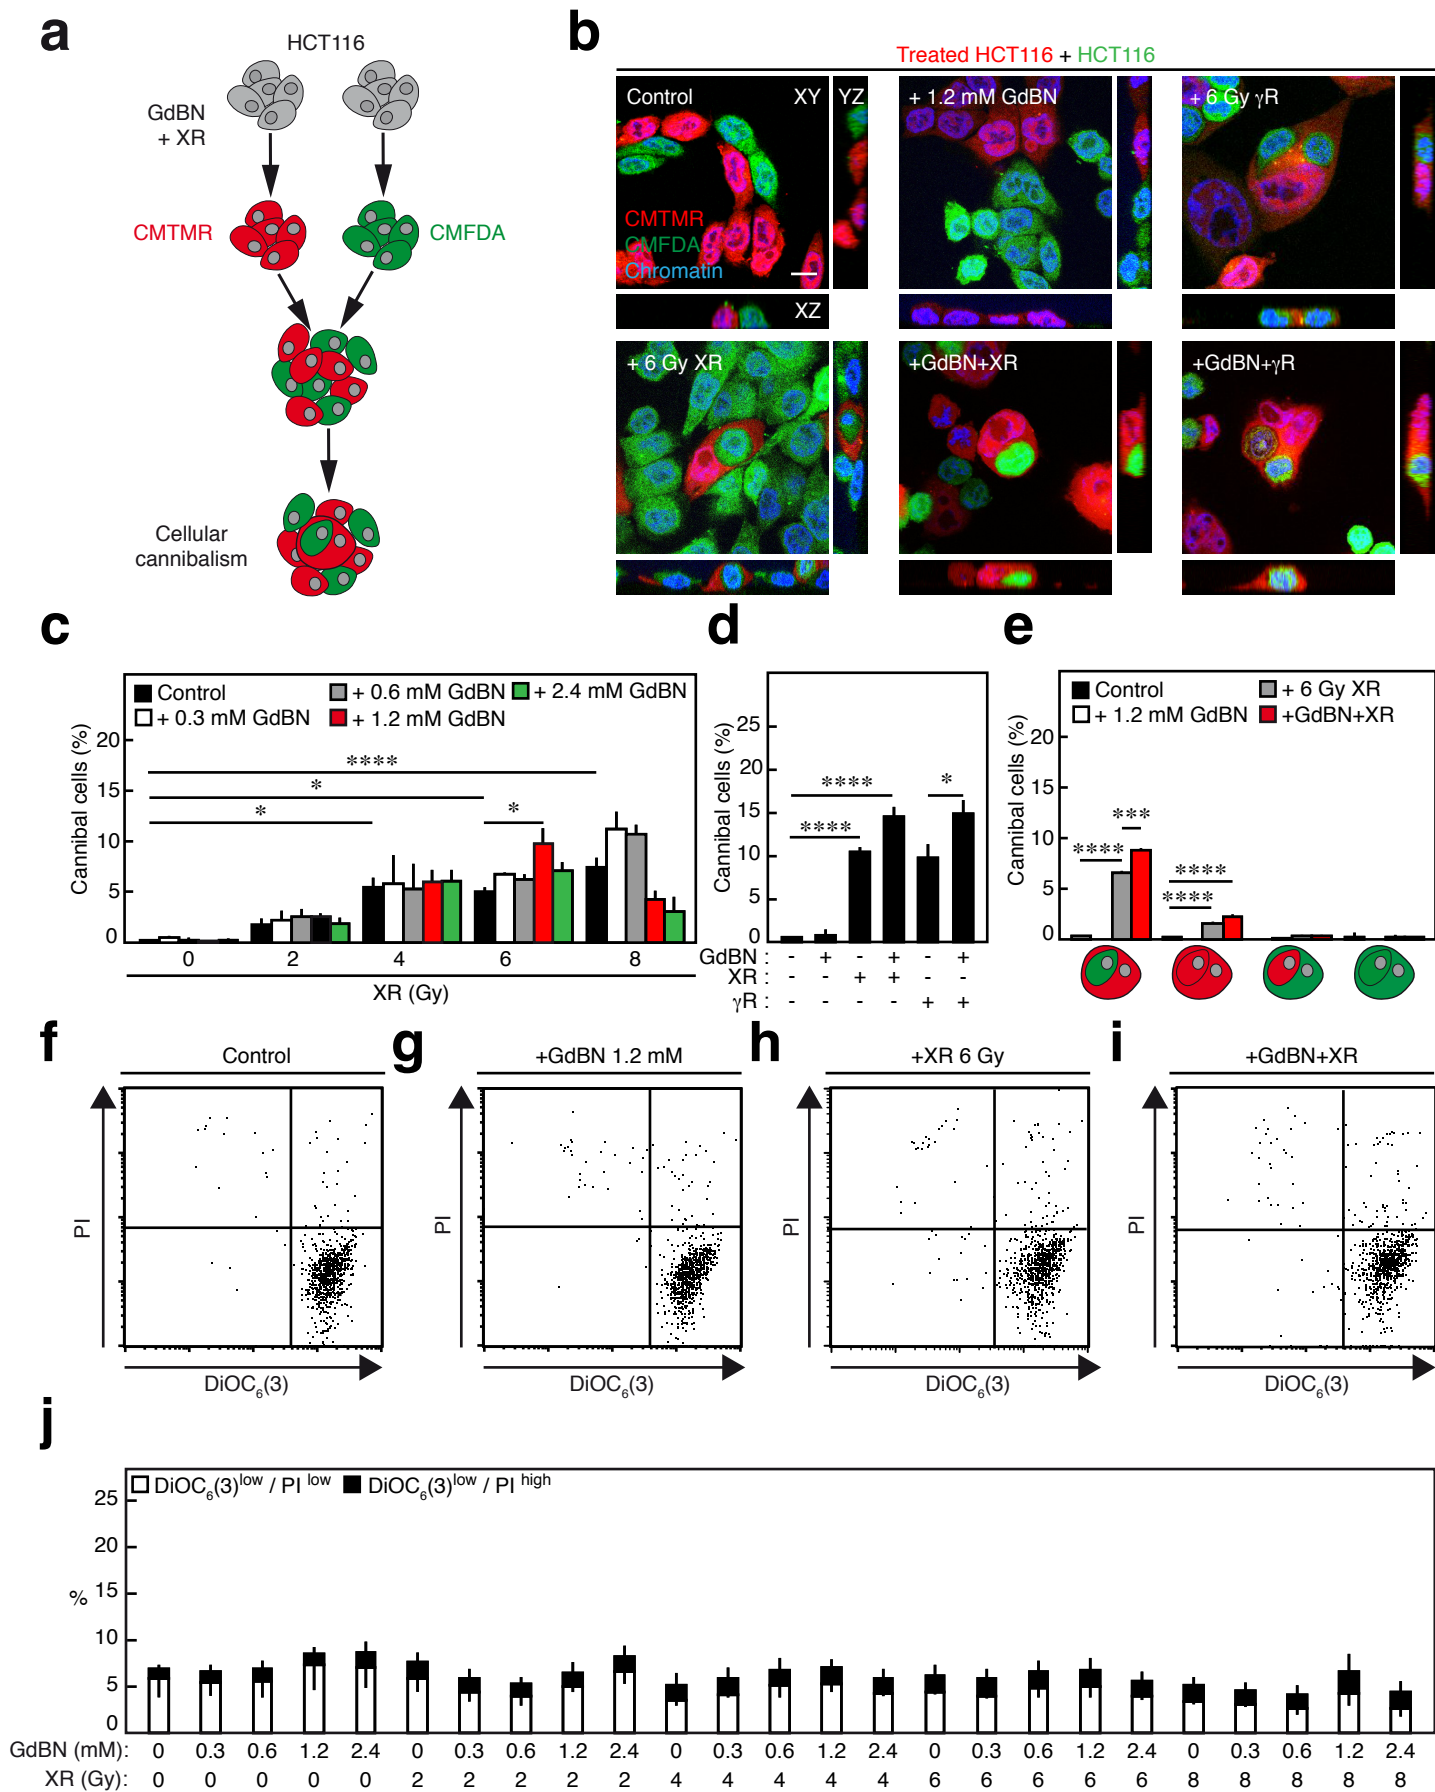 a
HCT116
GdBN
+ XR
CMTMR
CMFDA
Cellular
cannibalism
b
Treated HCT116 + HCT116
Control
XY
YZ
CMTMR
CMFDA
Chromatin
XZ
+ 1.2 mM GdBN
+ 6 Gy γR
+ 6 Gy XR
+GdBN+XR
+GdBN+γR
c
Control
+ 0.3 mM GdBN
+ 0.6 mM GdBN
+ 1.2 mM GdBN
+ 2.4 mM GdBN
Cannibal cells (%)
20
15
10
5
0
****
*
*
*
0 2 4 6 8
XR (Gy)
d
Cannibal cells (%)
25
20
15
10
5
0
****
****
*
GdBN : - + - + - +
XR : - - + + - -
γR : - - - - + +
e
Control
+ 1.2 mM GdBN
+ 6 Gy XR
+GdBN+XR
Cannibal cells (%)
20
10
5
0
****
***
****
****
f
Control
PI
DiOC6(3)
g
+GdBN 1.2 mM
PI
DiOC6(3)
h
+XR 6 Gy
PI
DiOC6(3)
i
+GdBN+XR
PI
DiOC6(3)
j
DiOC6(3)low / PI low
DiOC6(3)low / PI high
%
25
20
15
10
5
0
GdBN (mM): 0 0.3 0.6 1.2 2.4 0 0.3 0.6 1.2 2.4 0 0.3 0.6 1.2 2.4 0 0.3 0.6 1.2 2.4 0 0.3 0.6 1.2 2.4
XR (Gy): 0 0 0 0 0 2 2 2 2 2 4 4 4 4 4 6 6 6 6 6 8 8 8 8 8